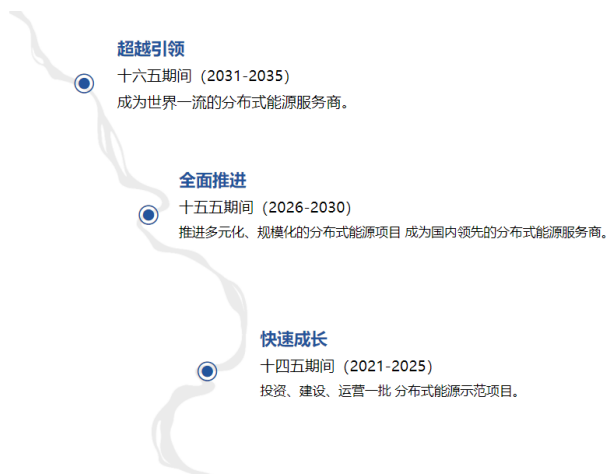 超越引领
十六五期间（2031-2035）
成为世界一流的分布式能源服务商。
全面推进
十五五期间（2026-2030）
推进多元化、规模化的分布式能源项目 成为国内领先的分布式能源服务商。
快速成长
十四五期间（2021-2025）
投资、建设、运营一批 分布式能源示范项目。